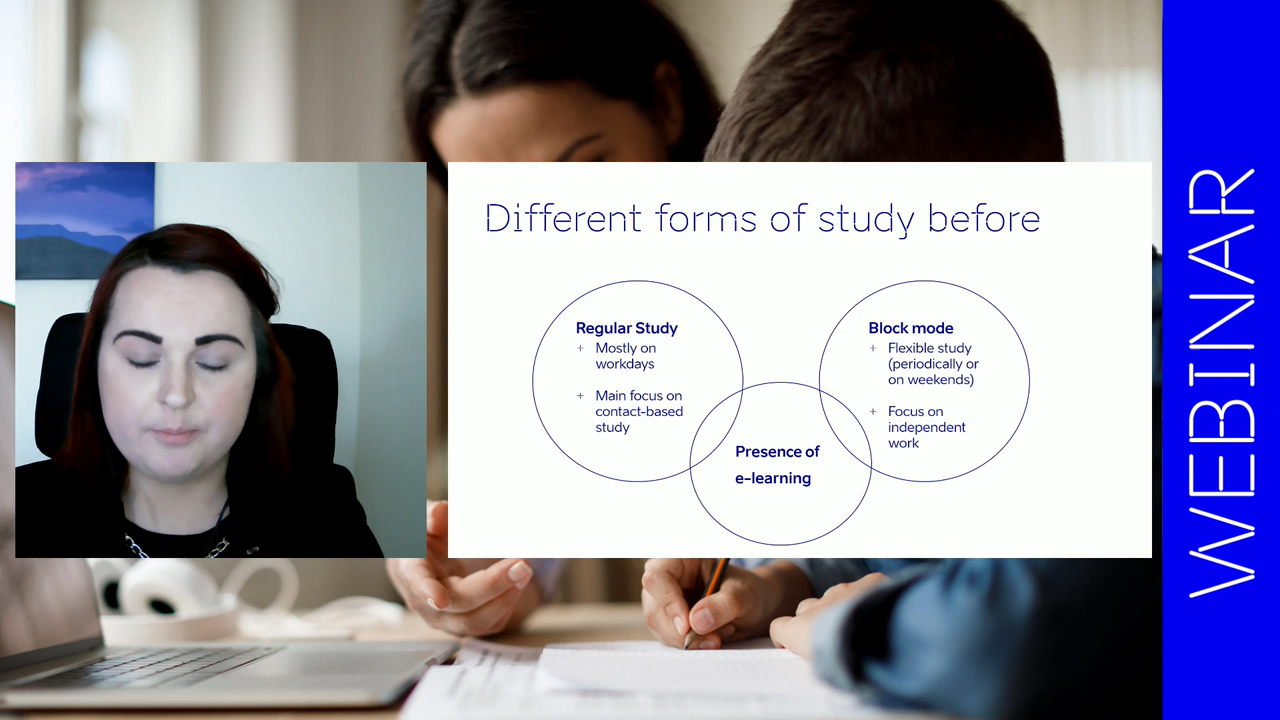 Different forms of study before
Regular Study
+ Mostly on
workdays
+ Main focus on
contact-based
study
Presence of
e-learning
Block mode
+ Flexible study
(periodically or
on weekends)
+ Focus on
independent
work
WEBINAR